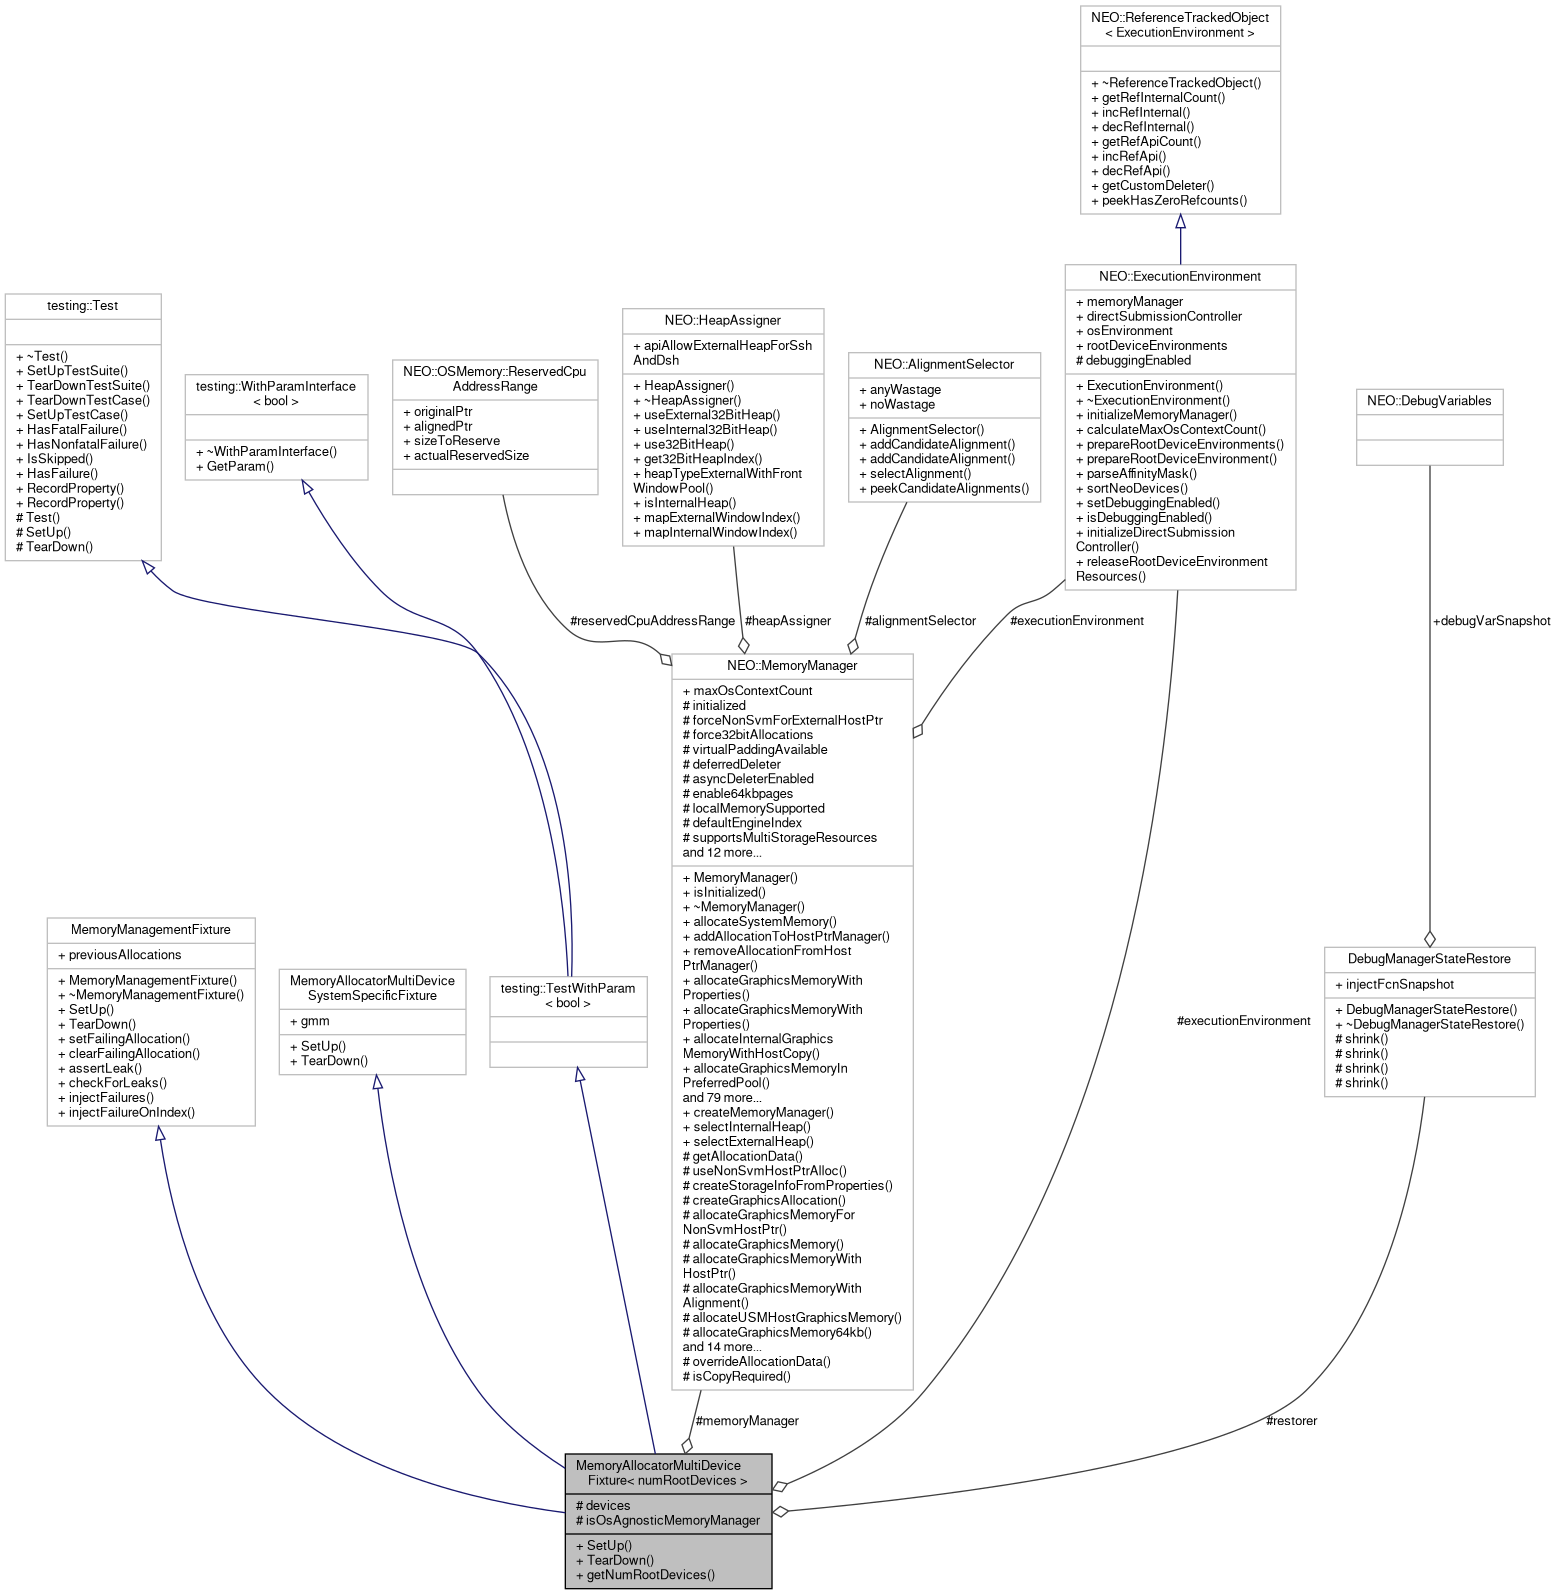 NEO::ReferenceTrackedObject
< ExecutionEnvironment >
+ ~ReferenceTrackedObject()
+ getRefInternalCount()
+ incRefInternal()
+ decRefInternal()
+ getRefApiCount()
+ incRefApi()
+ decRefApi()
+ getCustomDeleter()
+ peekHasZeroRefcounts()
NEO::ExecutionEnvironment
+ memoryManager
+ directSubmissionController
+ osEnvironment
+ rootDeviceEnvironments
# debuggingEnabled
+ ExecutionEnvironment()
+ ~ExecutionEnvironment()
+ initializeMemoryManager()
+ calculateMaxOsContextCount()
+ prepareRootDeviceEnvironments()
+ prepareRootDeviceEnvironment()
+ parseAffinityMask()
+ sortNeoDevices()
+ setDebuggingEnabled()
+ isDebuggingEnabled()
+ initializeDirectSubmission
Controller()
+ releaseRootDeviceEnvironment
Resources()
testing::Test
+ ~Test()
+ SetUpTestSuite()
+ TearDownTestSuite()
+ TearDownTestCase()
+ SetUpTestCase()
+ HasFatalFailure()
+ HasNonfatalFailure()
+ IsSkipped()
+ HasFailure()
+ RecordProperty()
+ RecordProperty()
# Test()
# SetUp()
# TearDown()
testing::WithParamInterface
< bool >
+ ~WithParamInterface()
+ GetParam()
NEO::OSMemory::ReservedCpu
AddressRange
+ originalPtr
+ alignedPtr
+ sizeToReserve
+ actualReservedSize
NEO::HeapAssigner
+ apiAllowExternalHeapForSsh
AndDsh
+ HeapAssigner()
+ ~HeapAssigner()
+ useExternal32BitHeap()
+ useInternal32BitHeap()
+ use32BitHeap()
+ get32BitHeapIndex()
+ heapTypeExternalWithFront
WindowPool()
+ isInternalHeap()
+ mapExternalWindowIndex()
+ mapInternalWindowIndex()
NEO::AlignmentSelector
+ anyWastage
+ noWastage
+ AlignmentSelector()
+ addCandidateAlignment()
+ addCandidateAlignment()
+ selectAlignment()
+ peekCandidateAlignments()
NEO::DebugVariables
#reservedCpuAddressRange
#heapAssigner
#alignmentSelector
#executionEnvironment
+debugVarSnapshot
NEO::MemoryManager
+ maxOsContextCount
# initialized
# forceNonSvmForExternalHostPtr
# force32bitAllocations
# virtualPaddingAvailable
# deferredDeleter
# asyncDeleterEnabled
# enable64kbpages
# localMemorySupported
# defaultEngineIndex
# supportsMultiStorageResources
and 12 more...
+ MemoryManager()
+ isInitialized()
+ ~MemoryManager()
+ allocateSystemMemory()
+ addAllocationToHostPtrManager()
+ removeAllocationFromHost
PtrManager()
+ allocateGraphicsMemoryWith
Properties()
+ allocateGraphicsMemoryWith
Properties()
+ allocateInternalGraphics
MemoryWithHostCopy()
+ allocateGraphicsMemoryIn
PreferredPool()
and 79 more...
+ createMemoryManager()
+ selectInternalHeap()
+ selectExternalHeap()
# getAllocationData()
# useNonSvmHostPtrAlloc()
# createStorageInfoFromProperties()
# createGraphicsAllocation()
# allocateGraphicsMemoryFor
NonSvmHostPtr()
# allocateGraphicsMemory()
# allocateGraphicsMemoryWith
HostPtr()
# allocateGraphicsMemoryWith
Alignment()
# allocateUSMHostGraphicsMemory()
# allocateGraphicsMemory64kb()
and 14 more...
# overrideAllocationData()
# isCopyRequired()
MemoryManagementFixture
+ previousAllocations
+ MemoryManagementFixture()
+ ~MemoryManagementFixture()
+ SetUp()
+ TearDown()
+ setFailingAllocation()
+ clearFailingAllocation()
+ assertLeak()
+ checkForLeaks()
+ injectFailures()
+ injectFailureOnIndex()
MemoryAllocatorMultiDevice
SystemSpecificFixture
+ gmm
+ SetUp()
+ TearDown()
testing::TestWithParam
< bool >
#executionEnvironment
DebugManagerStateRestore
+ injectFcnSnapshot
+ DebugManagerStateRestore()
+ ~DebugManagerStateRestore()
# shrink()
# shrink()
# shrink()
# shrink()
#memoryManager
#restorer
MemoryAllocatorMultiDevice
Fixture< numRootDevices >
# devices
# isOsAgnosticMemoryManager
+ SetUp()
+ TearDown()
+ getNumRootDevices()